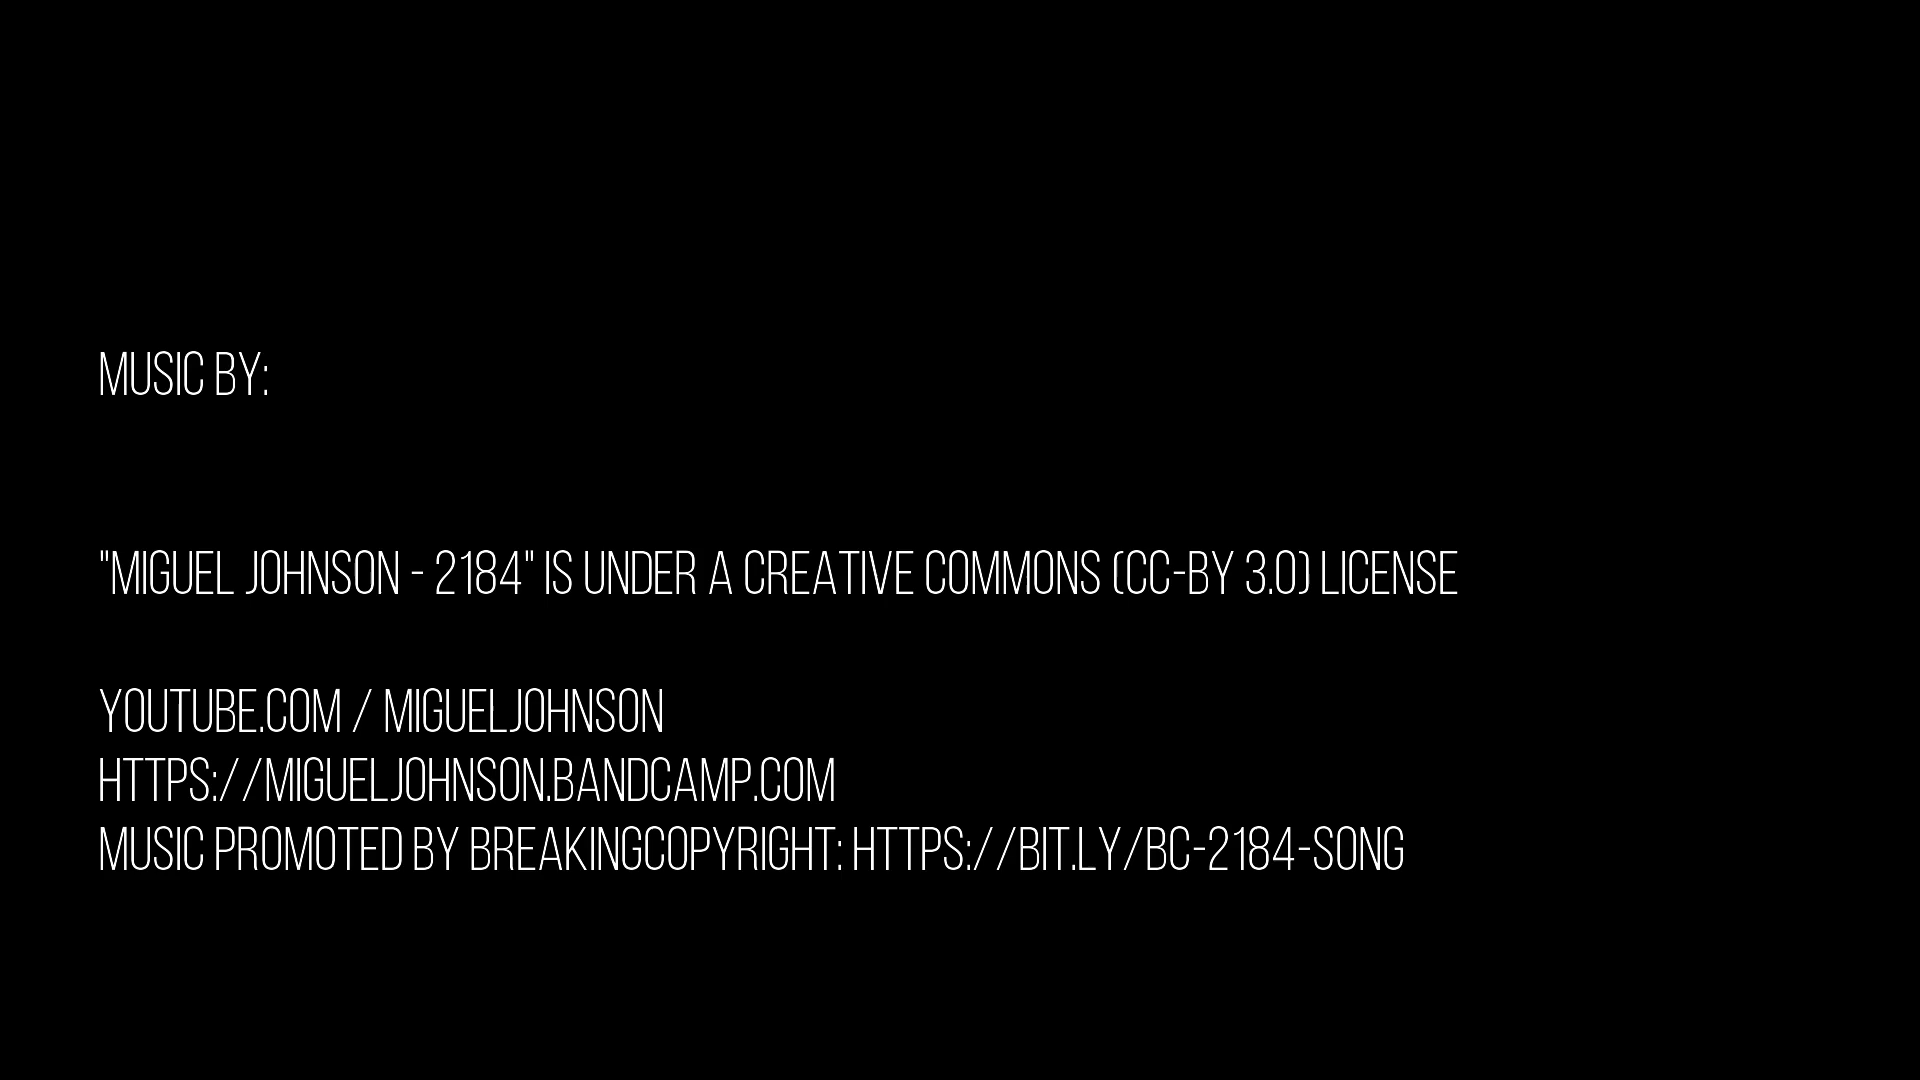 MUSIC BY:
"MIGUEL JOHNSON - 2184" IS UNDER A CREATIVE COMMONS (CC-BY 3.0) LICENSE
YOUTUBE.COM / MIGUELJOHNSON
HTTPS://MIGUELJOHNSON.BANDCAMP.COM
MUSIC PROMOTED BY BREAKINGCOPYRIGHT: HTTPS://BIT.LY/BC-2184-SONG